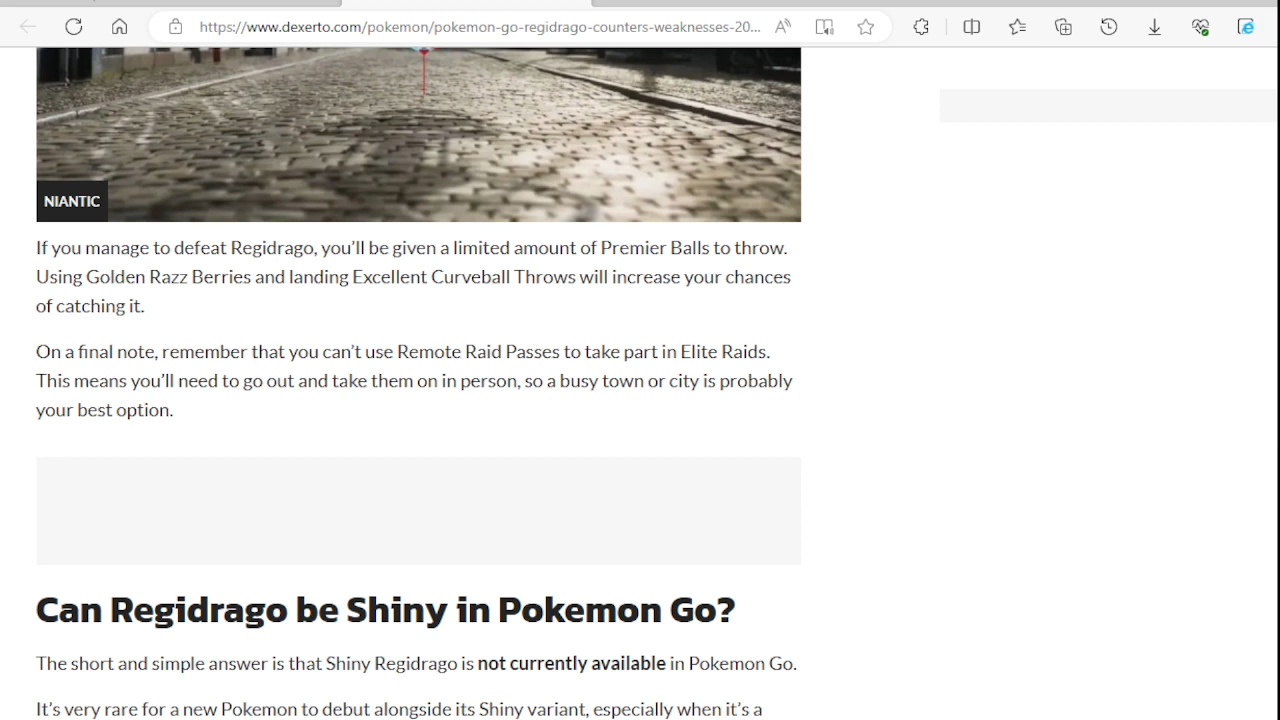 https://www.dexerto.com/pokemon/pokemon-go-regidrago-counters-weaknesses-20...
NIANTIC
If you manage to defeat Regidrago, you’ll be given a limited amount of Premier Balls to throw.
Using Golden Razz Berries and landing Excellent Curveball Throws will increase your chances
of catching it.
On a final note, remember that you can’t use Remote Raid Passes to take part in Elite Raids.
This means you’ll need to go out and take them on in person, so a busy town or city is probably
your best option.
Can Regidrago be Shiny in Pokemon Go?
The short and simple answer is that Shiny Regidrago is not currently available in Pokemon Go.
It’s very rare for a new Pokemon to debut alongside its Shiny variant, especially when it’s a